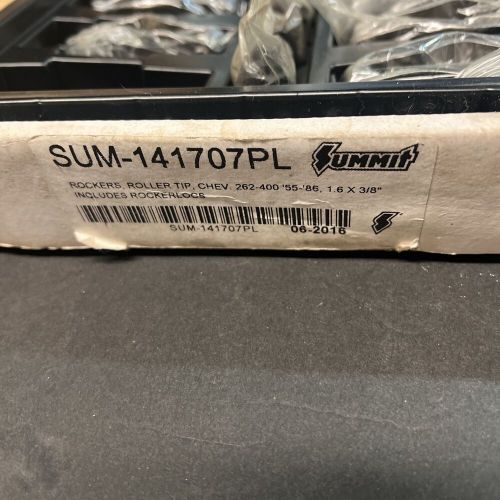 SUM-141707PL SUMMIT
ROCKERS, ROLLER TIP, CHEV. 262-400 '55-'86, 1.6 X 3/8"
INCLUDES ROCKERLOCS
SUM-141707PL 06-2016